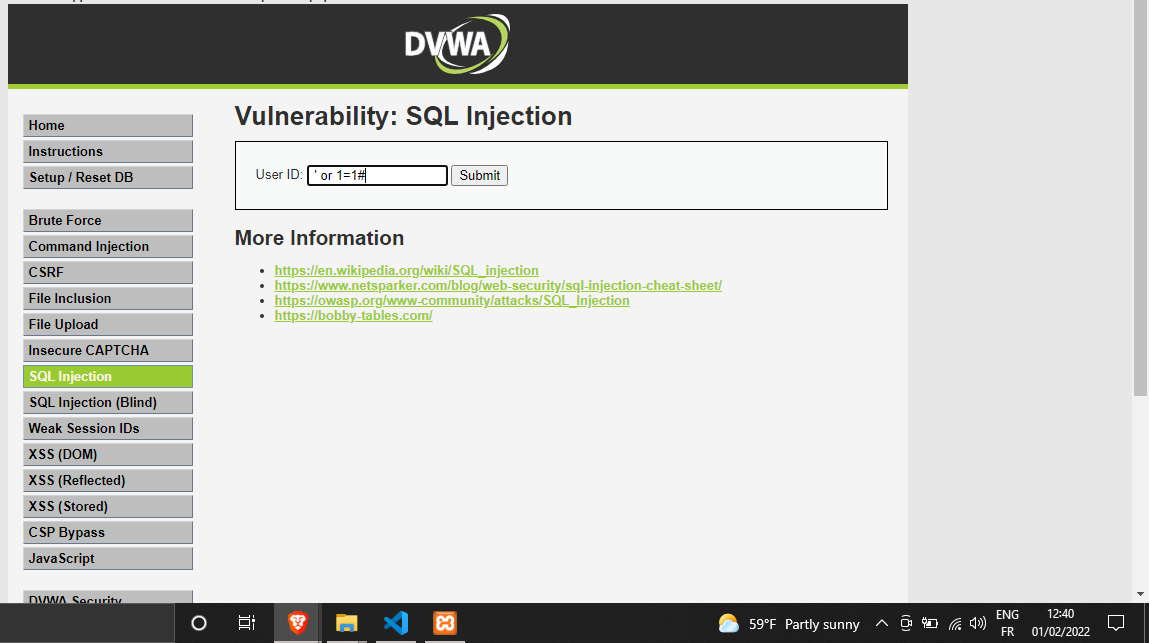 DVWA
Vulnerability: SQL Injection
Home
Instructions
Setup / Reset DB
Brute Force
Command Injection
CSRF
File Inclusion
File Upload
Insecure CAPTCHA
SQL Injection
SQL Injection (Blind)
Weak Session IDs
XSS (DOM)
XSS (Reflected)
XSS (Stored)
CSP Bypass
JavaScript
DVWA Security
User ID: ' or 1=1# Submit
More Information
https://en.wikipedia.org/wiki/SQL_injection
https://www.netsparker.com/blog/web-security/sql-injection-cheat-sheet/
https://owasp.org/www-community/attacks/SQL_Injection
https://bobby-tables.com/
59°F Partly sunny
ENG
FR
12:40
01/02/2022